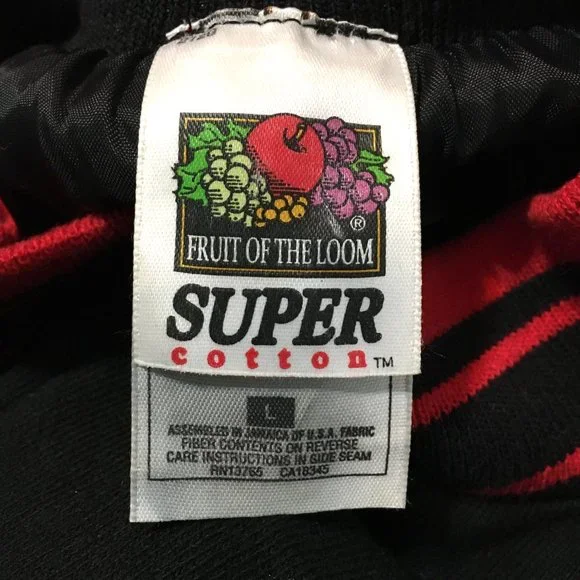 ®
FRUIT OF THE LOOM
SUPER
cotton™
L
ASSEMBLED IN JAMAICA OF U.S.A. FABRIC
FIBER CONTENTS ON REVERSE
CARE INSTRUCTIONS IN SIDE SEAM
RN13765 CA18345